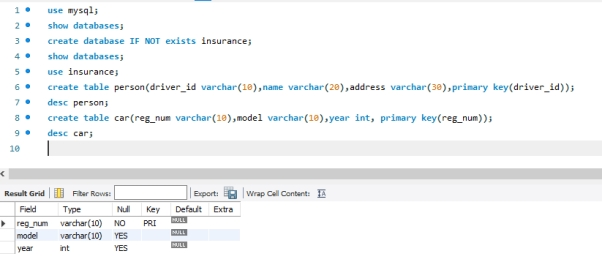 1 use mysql;
2 show databases;
3 create database IF NOT exists insurance;
4 show databases;
5 use insurance;
6 create table person(driver_id varchar(10),name varchar(20),address varchar(30),primary key(driver_id));
7 desc person;
8 create table car(reg_num varchar(10),model varchar(10),year int, primary key(reg_num));
9 desc car;
10
Result Grid Filter Rows: Export: Wrap Cell Content: IA
Field Type Null Key Default Extra
reg_num varchar(10) NO PRI NULL
model varchar(10) YES NULL
year int YES NULL